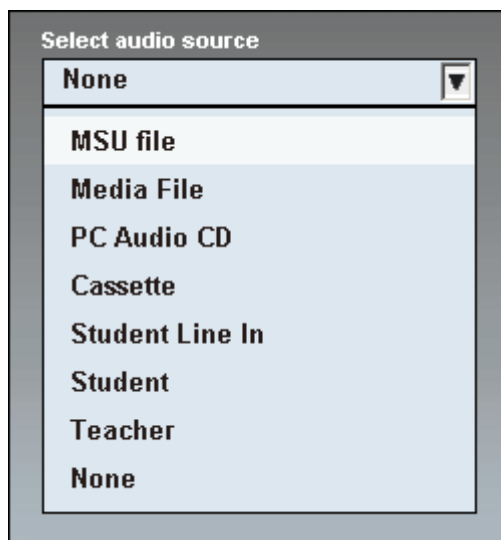 Select audio source
None
MSU file
Media File
PC Audio CD
Cassette
Student Line In
Student
Teacher
None